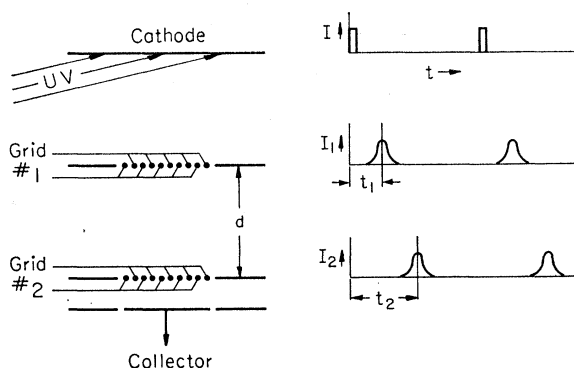 Cathode
UV
Grid
#1
d
Grid
#2
Collector
I
t
I1
t1
I2
t2